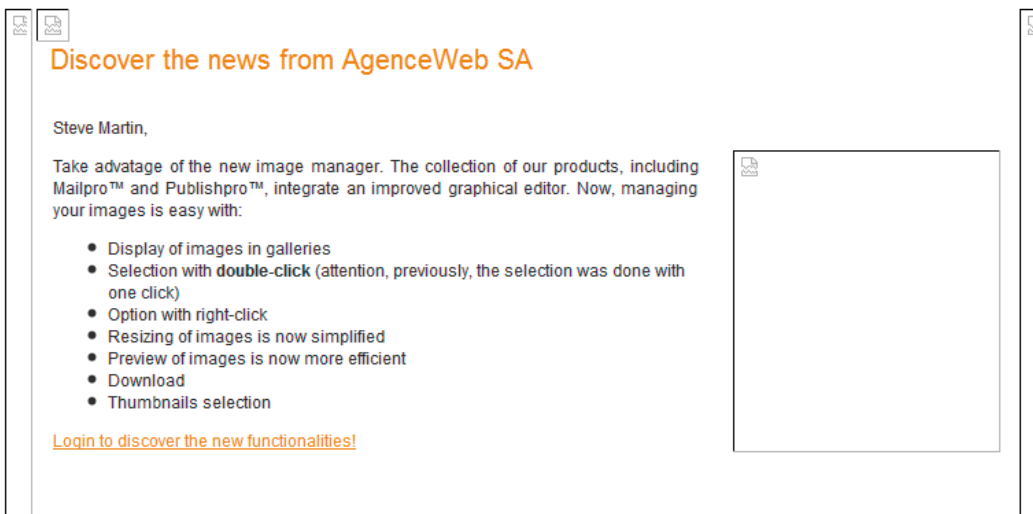 Discover the news from AgenceWeb SA
Steve Martin,
Take advatage of the new image manager. The collection of our products, including
Mailpro™ and Publishpro™, integrate an improved graphical editor. Now, managing
your images is easy with:
• Display of images in galleries
• Selection with double-click (attention, previously, the selection was done with
one click)
• Option with right-click
• Resizing of images is now simplified
• Preview of images is now more efficient
• Download
• Thumbnails selection
Login to discover the new functionalities!